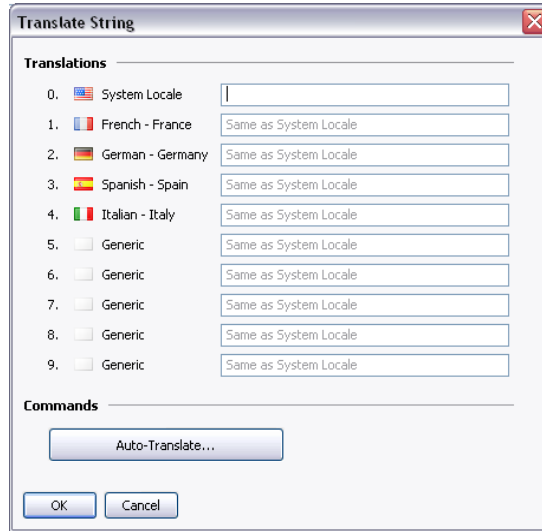 Translate String
Translations
0. System Locale
1. French - France Same as System Locale
2. German - Germany Same as System Locale
3. Spanish - Spain Same as System Locale
4. Italian - Italy Same as System Locale
5. Generic Same as System Locale
6. Generic Same as System Locale
7. Generic Same as System Locale
8. Generic Same as System Locale
9. Generic Same as System Locale
Commands
Auto-Translate...
OK Cancel